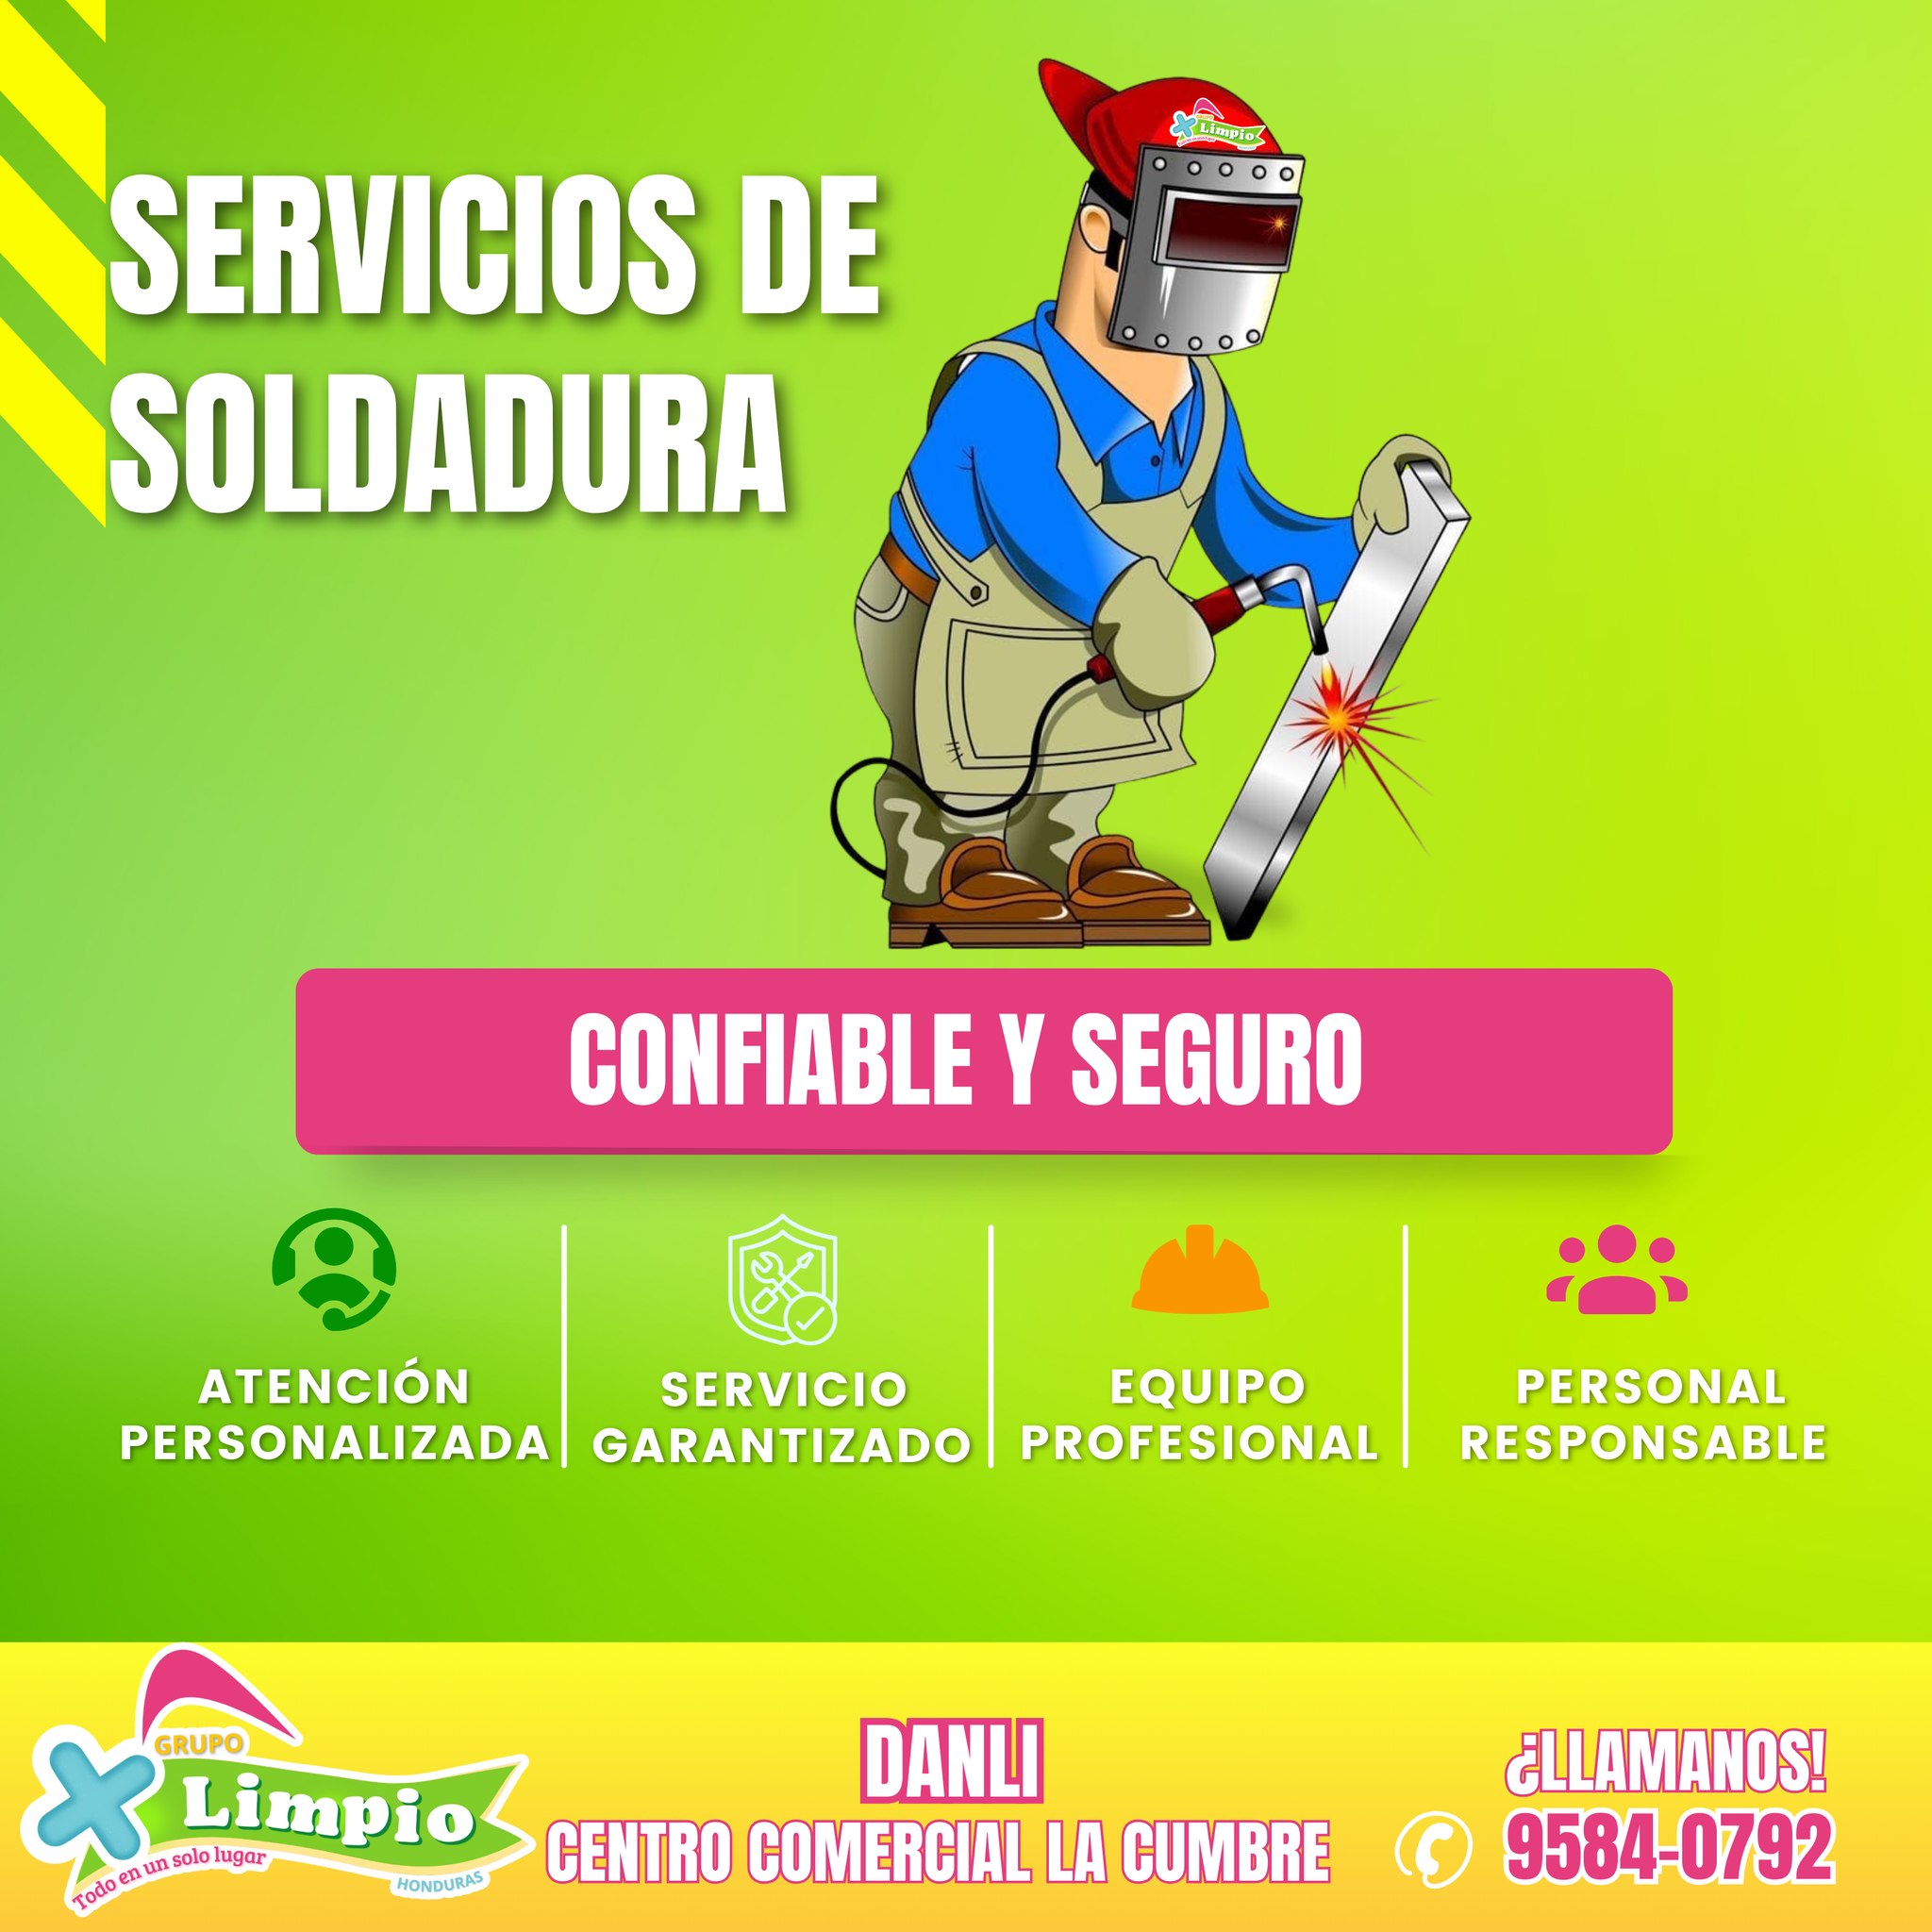 Limpio
SERVICIOS DE
SOLDADURA
CONFIABLE Y SEGURO
ATENCIÓN
PERSONALIZADA
SERVICIO
GARANTIZADO
EQUIPO
PROFESIONAL
PERSONAL
RESPONSABLE
GRUPO
Limpio
Todo en un solo lugar
HONDURAS
DANLI
CENTRO COMERCIAL LA CUMBRE
¿LLAMANOS!
9584-0792